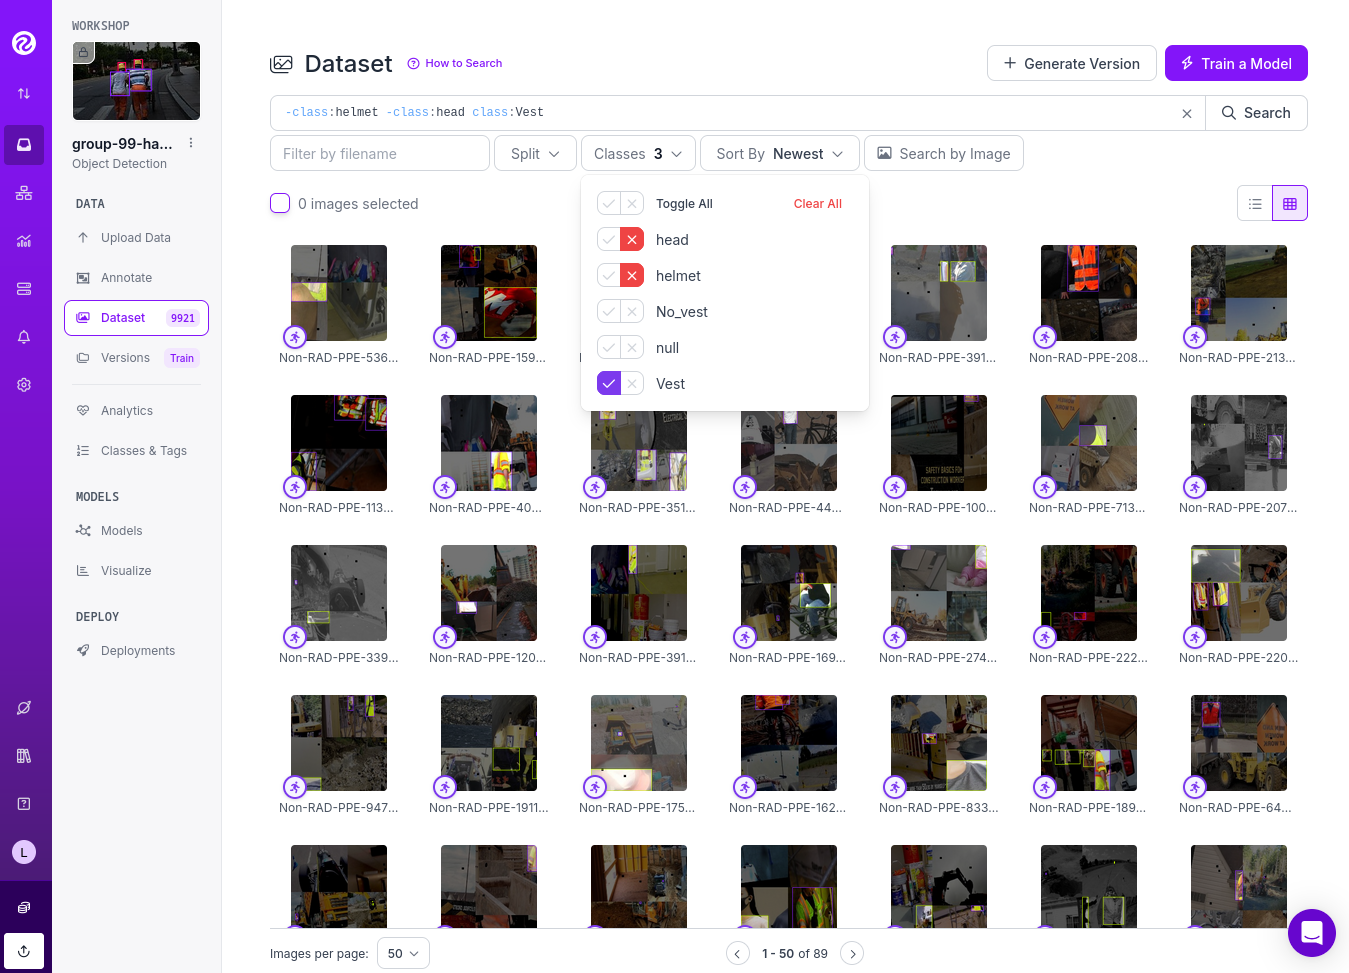 WORKSHOP
group-99-ha...
Object Detection
DATA
Upload Data
Annotate
Dataset 9921
Versions Train
Analytics
Classes & Tags
MODELS
Models
Visualize
DEPLOY
Deployments
L
Dataset How to Search
Generate Version
Train a Model
-class:helmet -class:head class:Vest
Search
Filter by filename
Split
Classes 3
Sort By Newest
Search by Image
0 images selected
Toggle All Clear All
head
helmet
No_vest
null
Vest
Non-RAD-PPE-536... Non-RAD-PPE-159... Non-RAD-PPE-391... Non-RAD-PPE-208... Non-RAD-PPE-213...
SAFETY BASICS FOR
CONSTRUCTION WORKER
Non-RAD-PPE-113... Non-RAD-PPE-40... Non-RAD-PPE-351... Non-RAD-PPE-44... Non-RAD-PPE-100... Non-RAD-PPE-713... Non-RAD-PPE-207...
Non-RAD-PPE-339... Non-RAD-PPE-120... Non-RAD-PPE-391... Non-RAD-PPE-169... Non-RAD-PPE-274... Non-RAD-PPE-222... Non-RAD-PPE-220...
Non-RAD-PPE-947... Non-RAD-PPE-1911... Non-RAD-PPE-175... Non-RAD-PPE-162... Non-RAD-PPE-833... Non-RAD-PPE-189... Non-RAD-PPE-64...
Images per page: 50
1 - 50 of 89